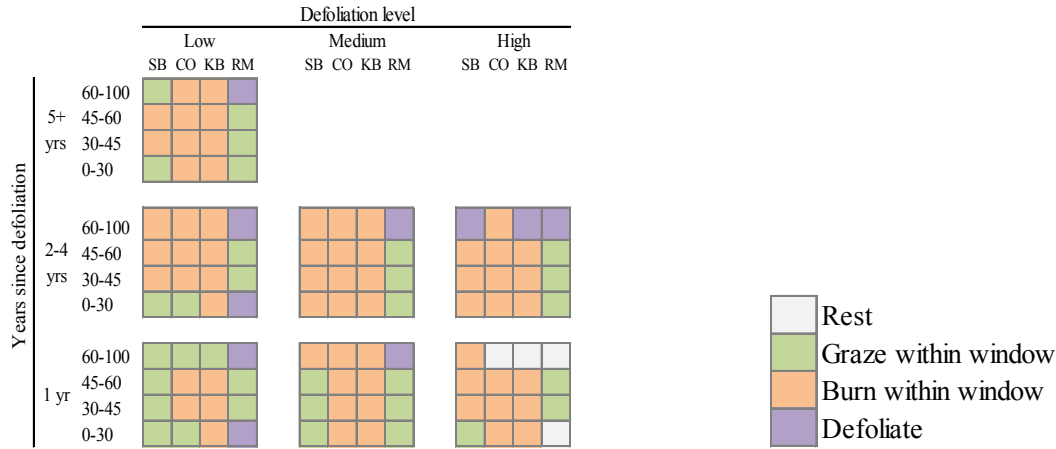 Defoliation level
Low Medium High
SB CO KB RM SB CO KB RM SB CO KB RM
Years since defoliation
5+
yrs
60-100
45-60
30-45
0-30
2-4
yrs
60-100
45-60
30-45
0-30
1 yr
60-100
45-60
30-45
0-30
Rest
Graze within window
Burn within window
Defoliate